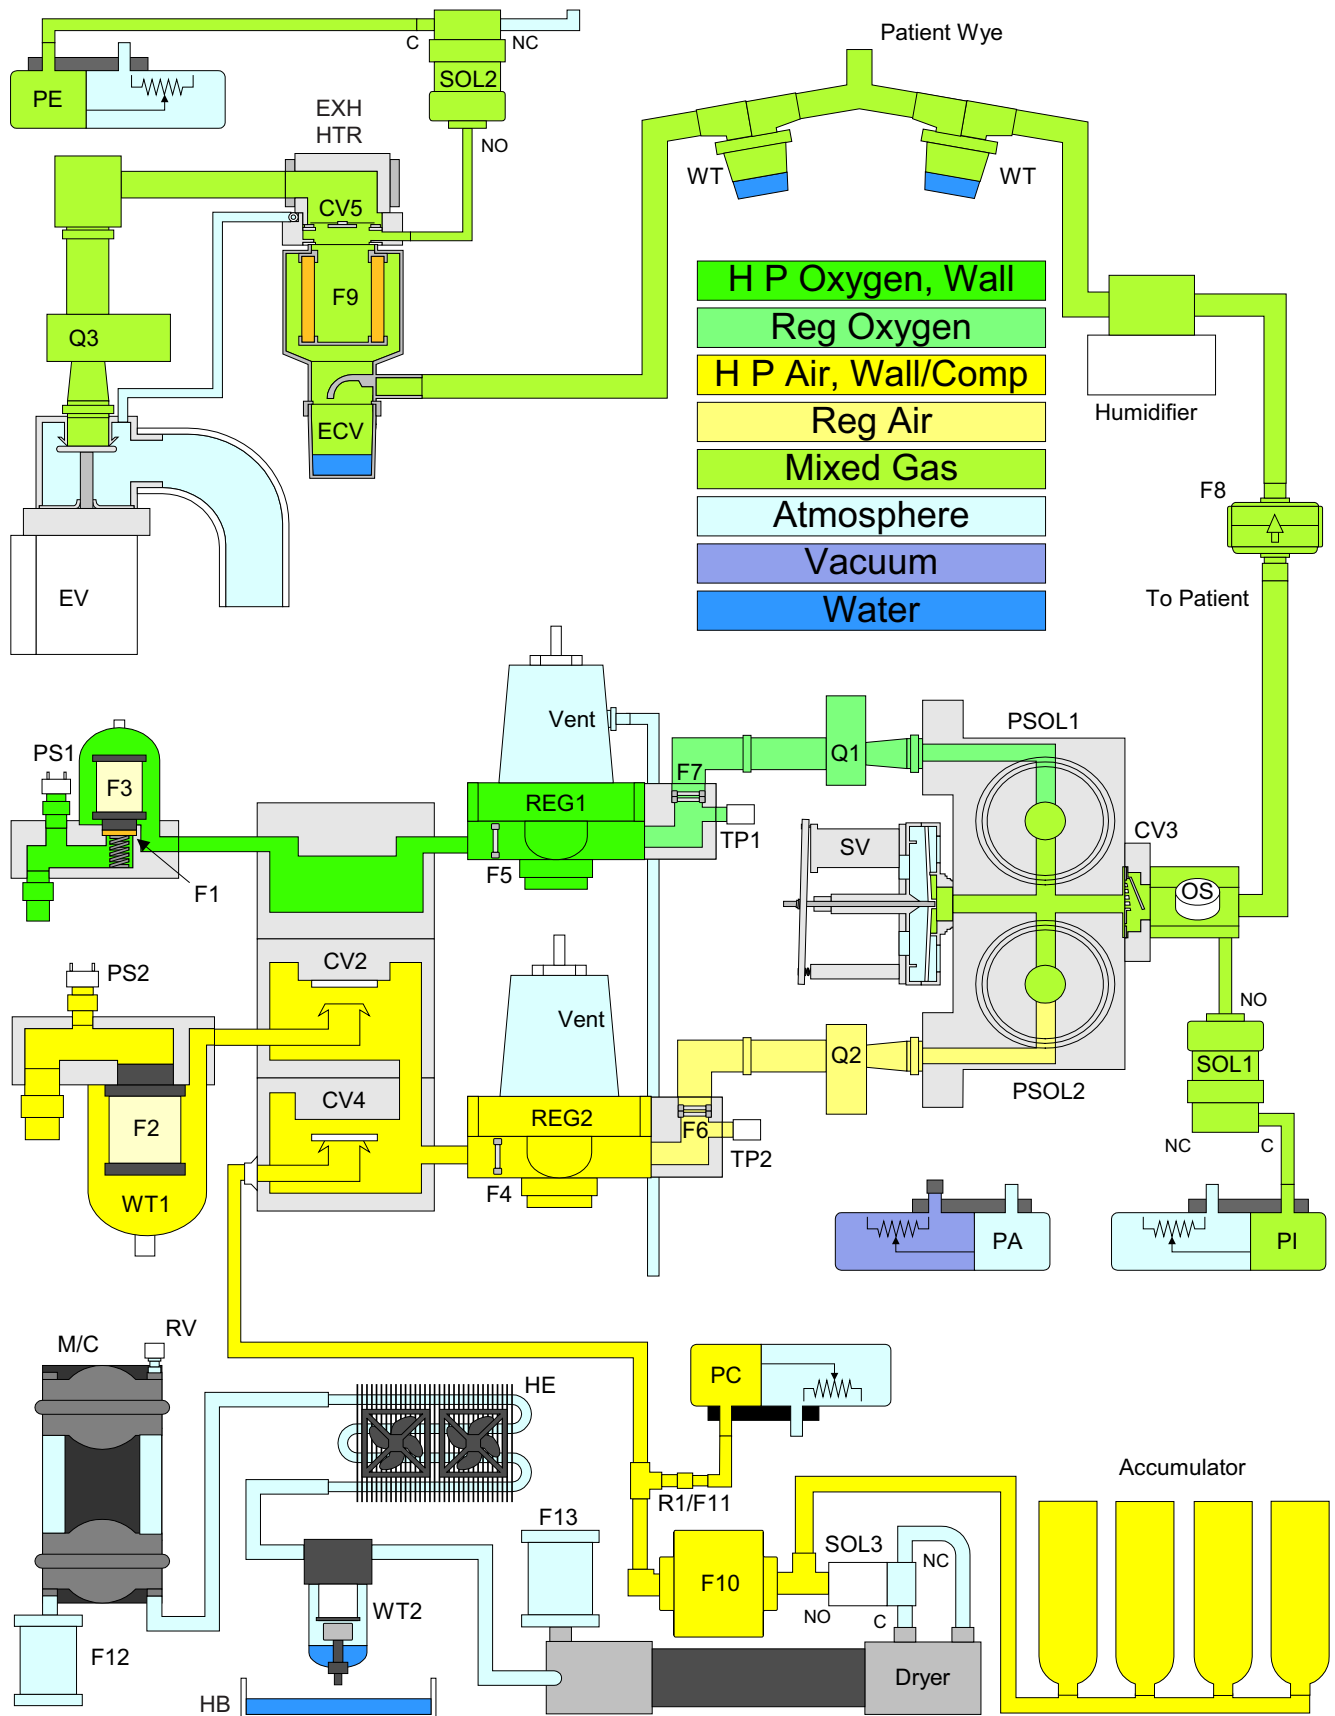 Patient Wye
C
NC
SOL2
PE
EXH
HTR
NO
WT
WT
CV5
H P Oxygen, Wall
F9
Reg Oxygen
Q3
H P Air, Wall/Comp
Humidifier
Reg Air
ECV
Mixed Gas
F8
Atmosphere
Vacuum
EV
To Patient
Water
Vent
PSOL1
PS1
Q1
F7
F3
REG1
CV3
TP1
SV
F5
OS
F1
CV2
PS2
NO
Vent
Q2
SOL1
PSOL2
CV4
REG2
F2
F6
NC
C
TP2
F4
WT1
PA
PI
RV
M/C
PC
HE
Accumulator
R1/F11
F13
SOL3
NC
F10
WT2
NO
C
F12
Dryer
HB